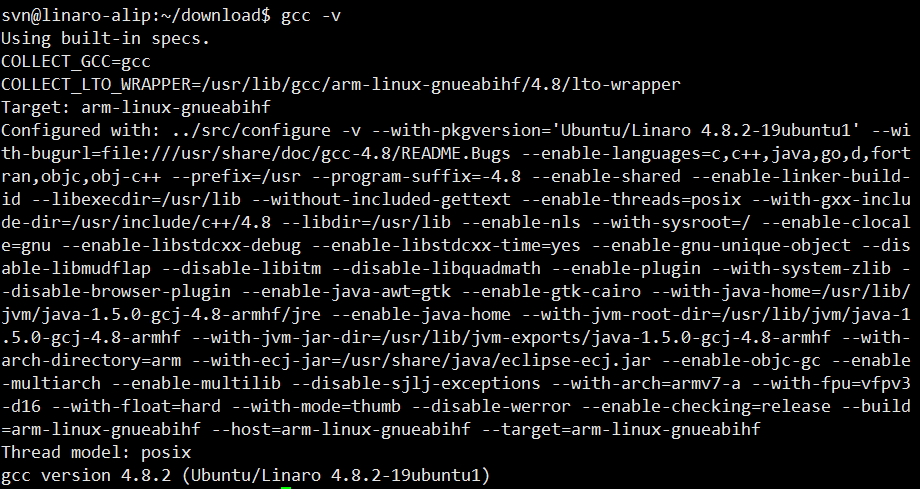 svn@linaro-alip:~/download$ gcc -v
Using built-in specs.
COLLECT_GCC=gcc
COLLECT_LTO_WRAPPER=/usr/lib/gcc/arm-linux-gnueabihf/4.8/lto-wrapper
Target: arm-linux-gnueabihf
Configured with: ../src/configure -v --with-pkgversion='Ubuntu/Linaro 4.8.2-19ubuntu1' --wi
th-bugurl=file:///usr/share/doc/gcc-4.8/README.Bugs --enable-languages=c,c++,java,go,d,fort
ran,objc,obj-c++ --prefix=/usr --program-suffix=-4.8 --enable-shared --enable-linker-build-
id --libexecdir=/usr/lib --without-included-gettext --enable-threads=posix --with-gxx-inclu
de-dir=/usr/include/c++/4.8 --libdir=/usr/lib --enable-nls --with-sysroot=/ --enable-clocal
e=gnu --enable-libstdcxx-debug --enable-libstdcxx-time=yes --enable-gnu-unique-object --dis
able-libmudflap --disable-libitm --disable-libquadmath --enable-plugin --with-system-zlib -
-disable-browser-plugin --enable-java-awt=gtk --enable-gtk-cairo --with-java-home=/usr/lib/
jvm/java-1.5.0-gcj-4.8-armhf/jre --enable-java-home --with-jvm-root-dir=/usr/lib/jvm/java-1
.5.0-gcj-4.8-armhf --with-jvm-jar-dir=/usr/lib/jvm-exports/java-1.5.0-gcj-4.8-armhf --with-
arch-directory=arm --with-ecj-jar=/usr/share/java/eclipse-ecj.jar --enable-objc-gc --enable
-multiarch --enable-multilib --disable-sjlj-exceptions --with-arch=armv7-a --with-fpu=vfpv3
-d16 --with-float=hard --with-mode=thumb --disable-werror --enable-checking=release --build
=arm-linux-gnueabihf --host=arm-linux-gnueabihf --target=arm-linux-gnueabihf
Thread model: posix
gcc version 4.8.2 (Ubuntu/Linaro 4.8.2-19ubuntu1)